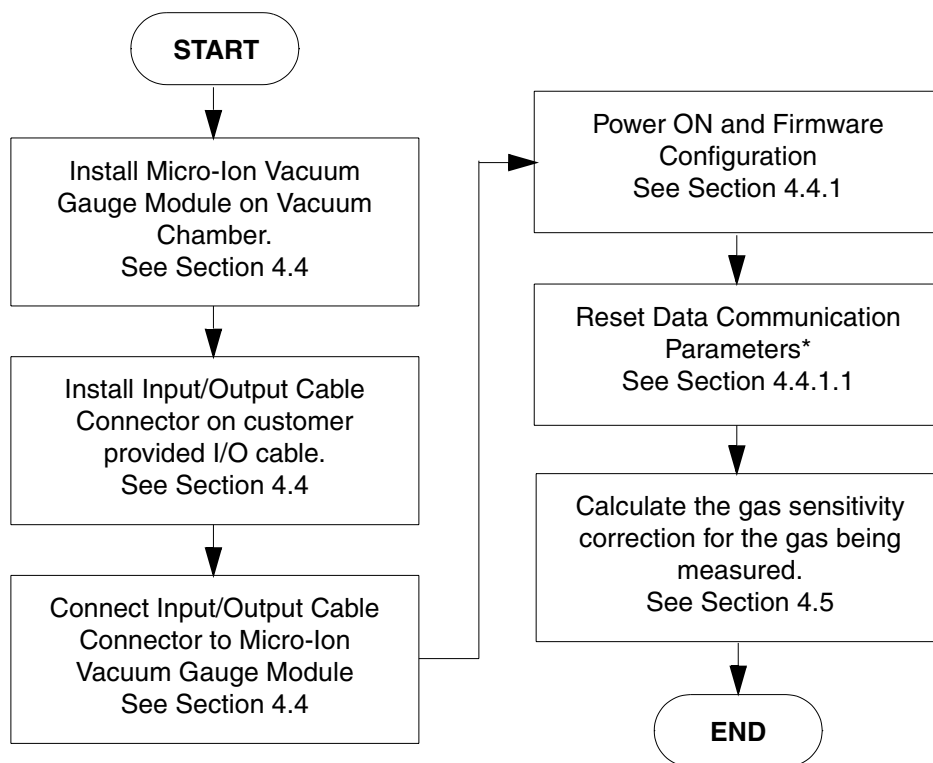 START
Install Micro-Ion Vacuum
Gauge Module on Vacuum
Chamber.
See Section 4.4
Install Input/Output Cable
Connector on customer
provided I/O cable.
See Section 4.4
Connect Input/Output Cable
Connector to Micro-Ion
Vacuum Gauge Module
See Section 4.4
Power ON and Firmware
Configuration
See Section 4.4.1
Reset Data Communication
Parameters*
See Section 4.4.1.1
Calculate the gas sensitivity
correction for the gas being
measured.
See Section 4.5
END